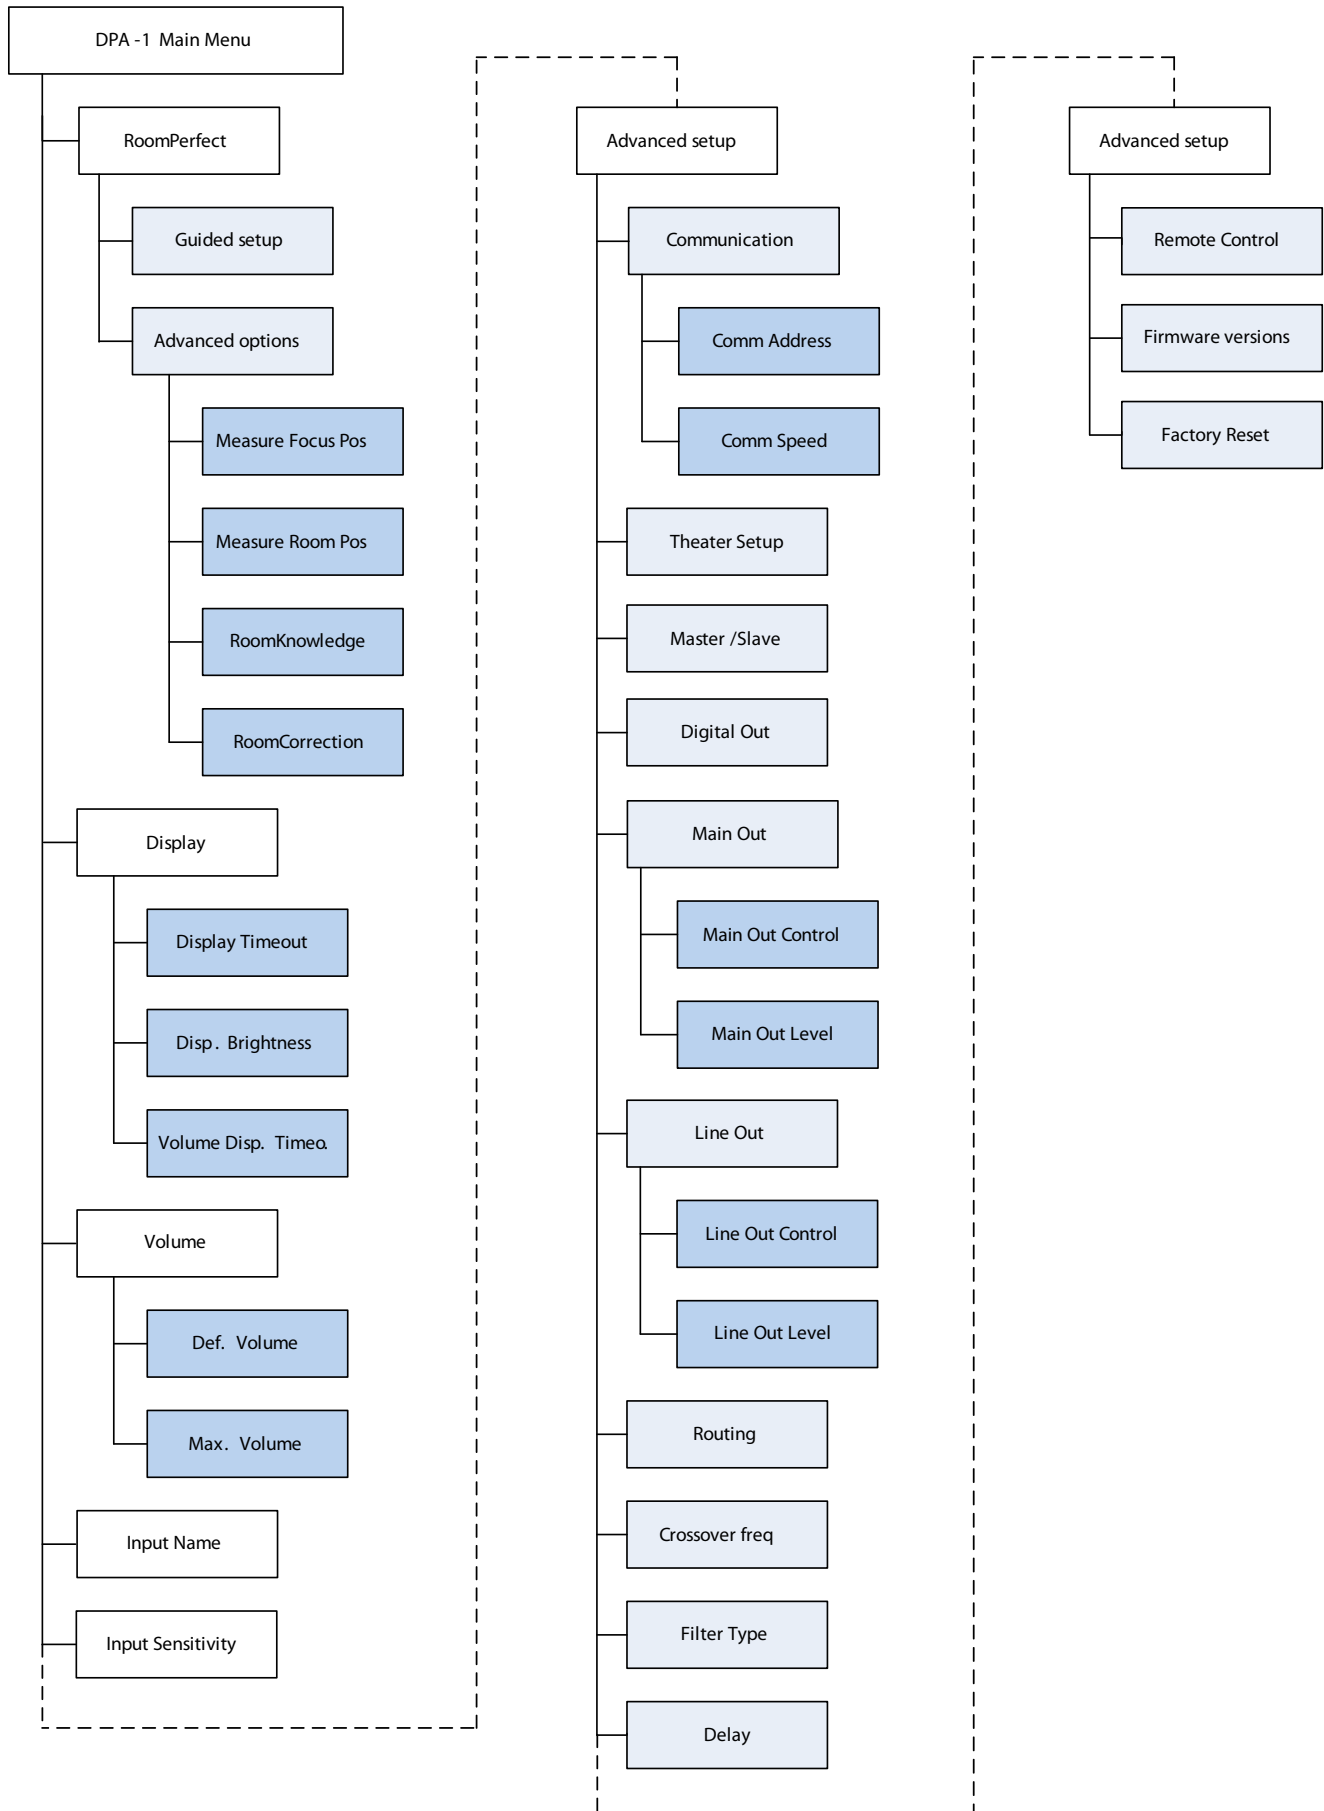 DPA -1 Main Menu
RoomPerfect
Guided setup
Advanced options
Measure Focus Pos
Measure Room Pos
RoomKnowledge
RoomCorrection
Display
Display Timeout
Disp. Brightness
Volume Disp. Timeo.
Volume
Def. Volume
Max. Volume
Input Name
Input Sensitivity
Advanced setup
Communication
Comm Address
Comm Speed
Theater Setup
Master /Slave
Digital Out
Main Out
Main Out Control
Main Out Level
Line Out
Line Out Control
Line Out Level
Routing
Crossover freq
Filter Type
Delay
Advanced setup
Remote Control
Firmware versions
Factory Reset